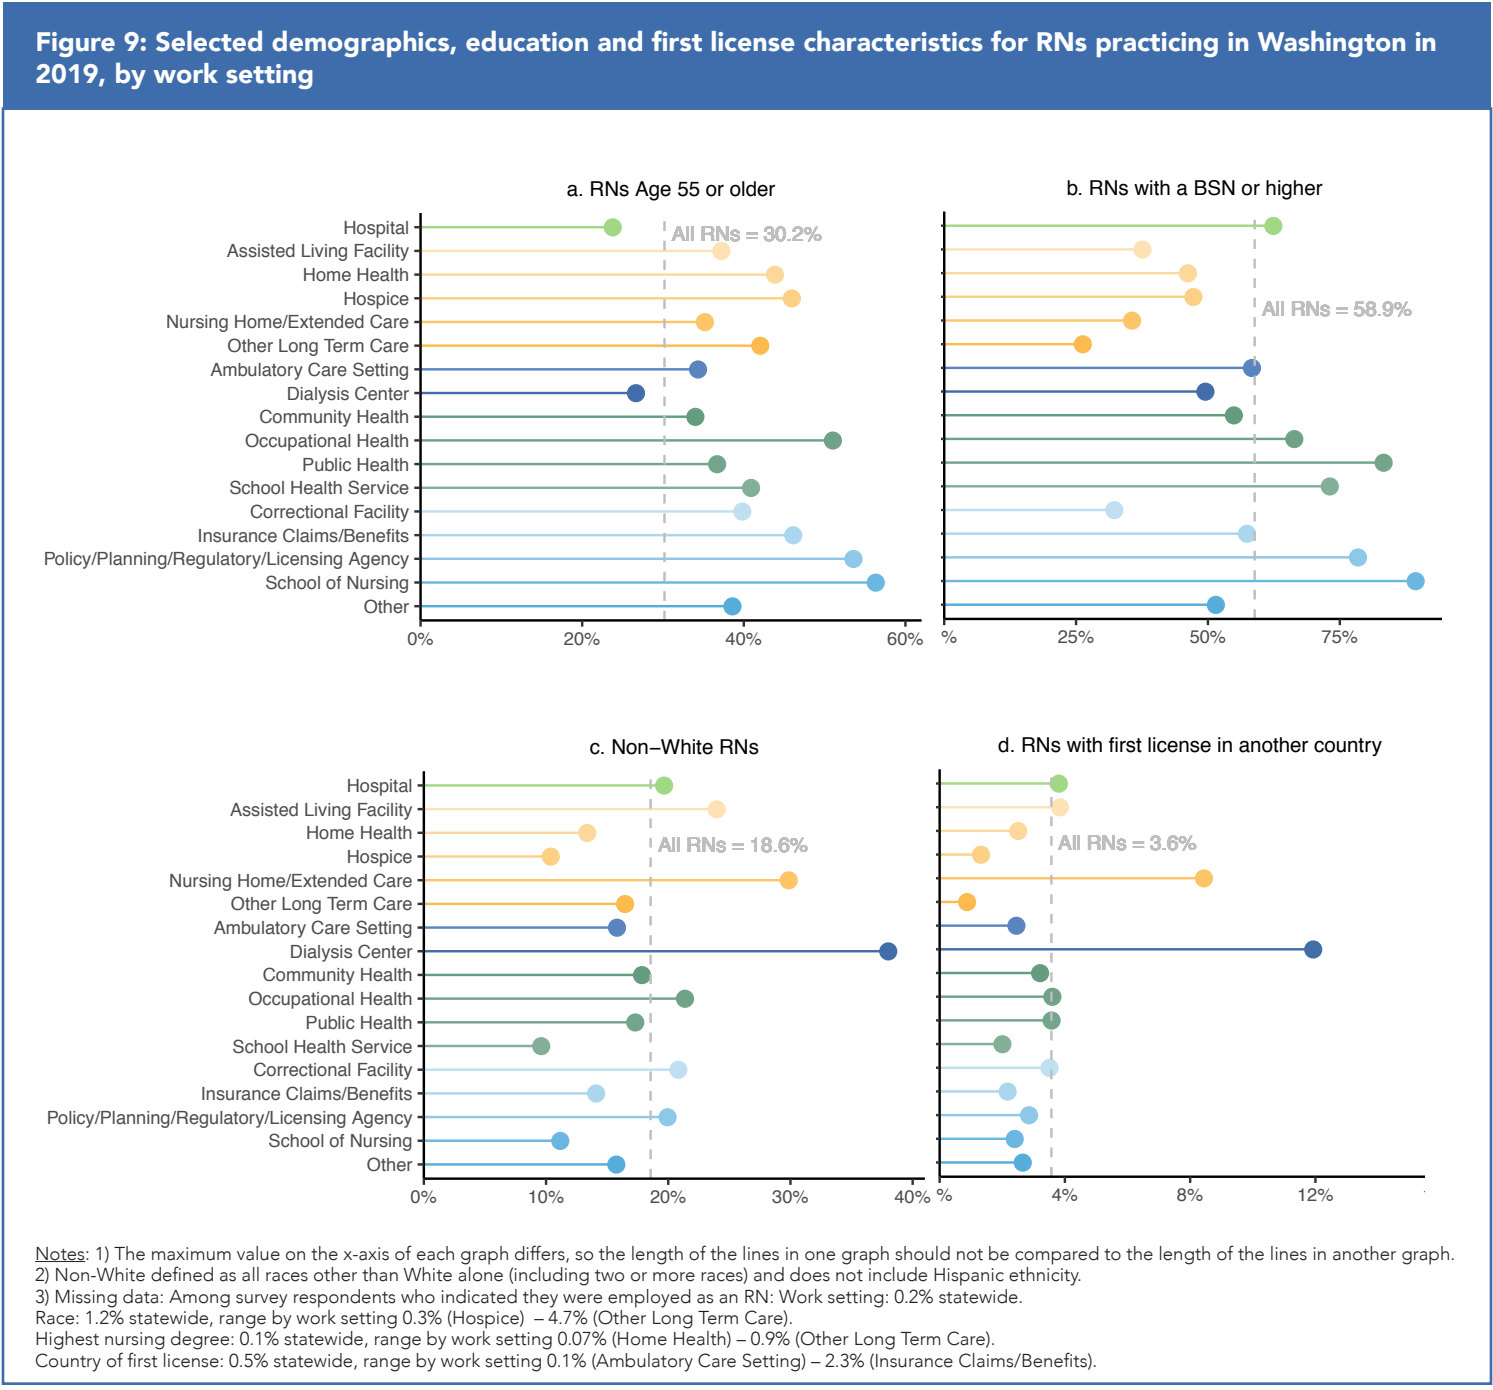 Figure 9: Selected demographics, education and first license characteristics for RNs practicing in Washington in
2019, by work setting
a. RNs Age 55 or older
Hospital
Assisted Living Facility
Home Health
Hospice
Nursing Home/Extended Care
Other Long Term Care
Ambulatory Care Setting
Dialysis Center
Community Health
Occupational Health
Public Health
School Health Service
Correctional Facility
Insurance Claims/Benefits
Policy/Planning/Regulatory/Licensing Agency
School of Nursing
Other
All RNs = 30.2%
0% 20% 40% 60%
b. RNs with a BSN or higher
All RNs = 58.9%
% 25% 50% 75%
c. Non–White RNs
Hospital
Assisted Living Facility
Home Health
Hospice
Nursing Home/Extended Care
Other Long Term Care
Ambulatory Care Setting
Dialysis Center
Community Health
Occupational Health
Public Health
School Health Service
Correctional Facility
Insurance Claims/Benefits
Policy/Planning/Regulatory/Licensing Agency
School of Nursing
Other
All RNs = 18.6%
0% 10% 20% 30% 40%
d. RNs with first license in another country
All RNs = 3.6%
% 4% 8% 12%
Notes: 1) The maximum value on the x-axis of each graph differs, so the length of the lines in one graph should not be compared to the length of the lines in another graph.
2) Non-White defined as all races other than White alone (including two or more races) and does not include Hispanic ethnicity.
3) Missing data: Among survey respondents who indicated they were employed as an RN: Work setting: 0.2% statewide.
Race: 1.2% statewide, range by work setting 0.3% (Hospice) – 4.7% (Other Long Term Care).
Highest nursing degree: 0.1% statewide, range by work setting 0.07% (Home Health) – 0.9% (Other Long Term Care).
Country of first license: 0.5% statewide, range by work setting 0.1% (Ambulatory Care Setting) – 2.3% (Insurance Claims/Benefits).